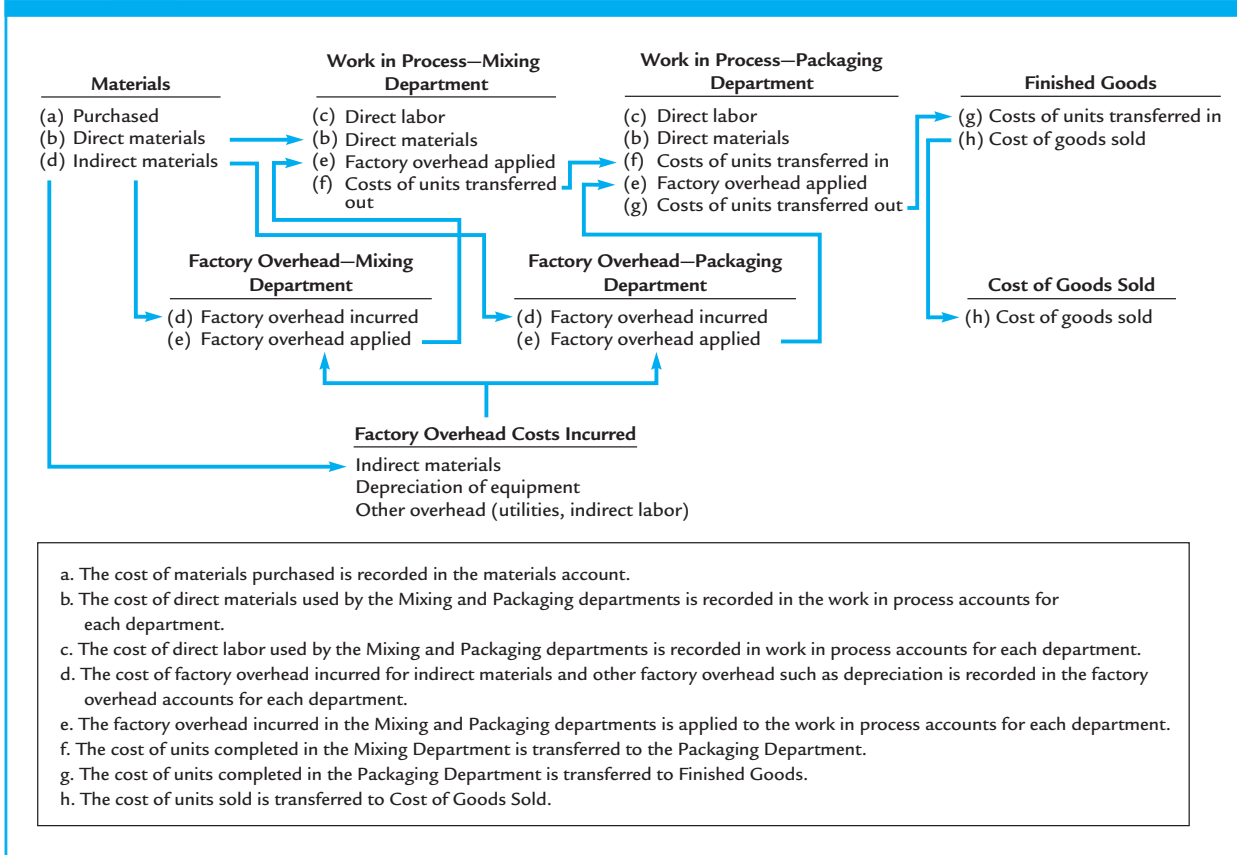 Materials
(a) Purchased
(b) Direct materials
(d) Indirect materials
Work in Process—Mixing
Department
(c) Direct labor
(b) Direct materials
(e) Factory overhead applied
(f) Costs of units transferred
out
Work in Process—Packaging
Department
(c) Direct labor
(b) Direct materials
(f) Costs of units transferred in
(e) Factory overhead applied
(g) Costs of units transferred out
Finished Goods
(g) Costs of units transferred in
(h) Cost of goods sold
Factory Overhead—Mixing
Department
(d) Factory overhead incurred
(e) Factory overhead applied
Factory Overhead—Packaging
Department
(d) Factory overhead incurred
(e) Factory overhead applied
Cost of Goods Sold
(h) Cost of goods sold
Factory Overhead Costs Incurred
Indirect materials
Depreciation of equipment
Other overhead (utilities, indirect labor)
a. The cost of materials purchased is recorded in the materials account.
b. The cost of direct materials used by the Mixing and Packaging departments is recorded in the work in process accounts for
each department.
c. The cost of direct labor used by the Mixing and Packaging departments is recorded in work in process accounts for each department.
d. The cost of factory overhead incurred for indirect materials and other factory overhead such as depreciation is recorded in the factory
overhead accounts for each department.
e. The factory overhead incurred in the Mixing and Packaging departments is applied to the work in process accounts for each department.
f. The cost of units completed in the Mixing Department is transferred to the Packaging Department.
g. The cost of units completed in the Packaging Department is transferred to Finished Goods.
h. The cost of units sold is transferred to Cost of Goods Sold.